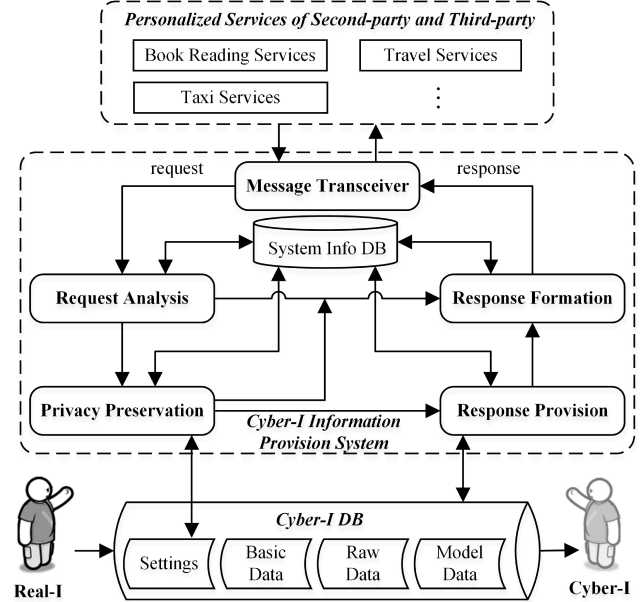 Personalized Services of Second-party and Third-party
Book Reading Services
Travel Services
Taxi Services
⋮
request
response
Message Transceiver
System Info DB
Request Analysis
Response Formation
Privacy Preservation
Response Provision
Cyber-I Information
Provision System
Cyber-I DB
Settings
Basic
Data
Raw
Data
Model
Data
Real-I
Cyber-I